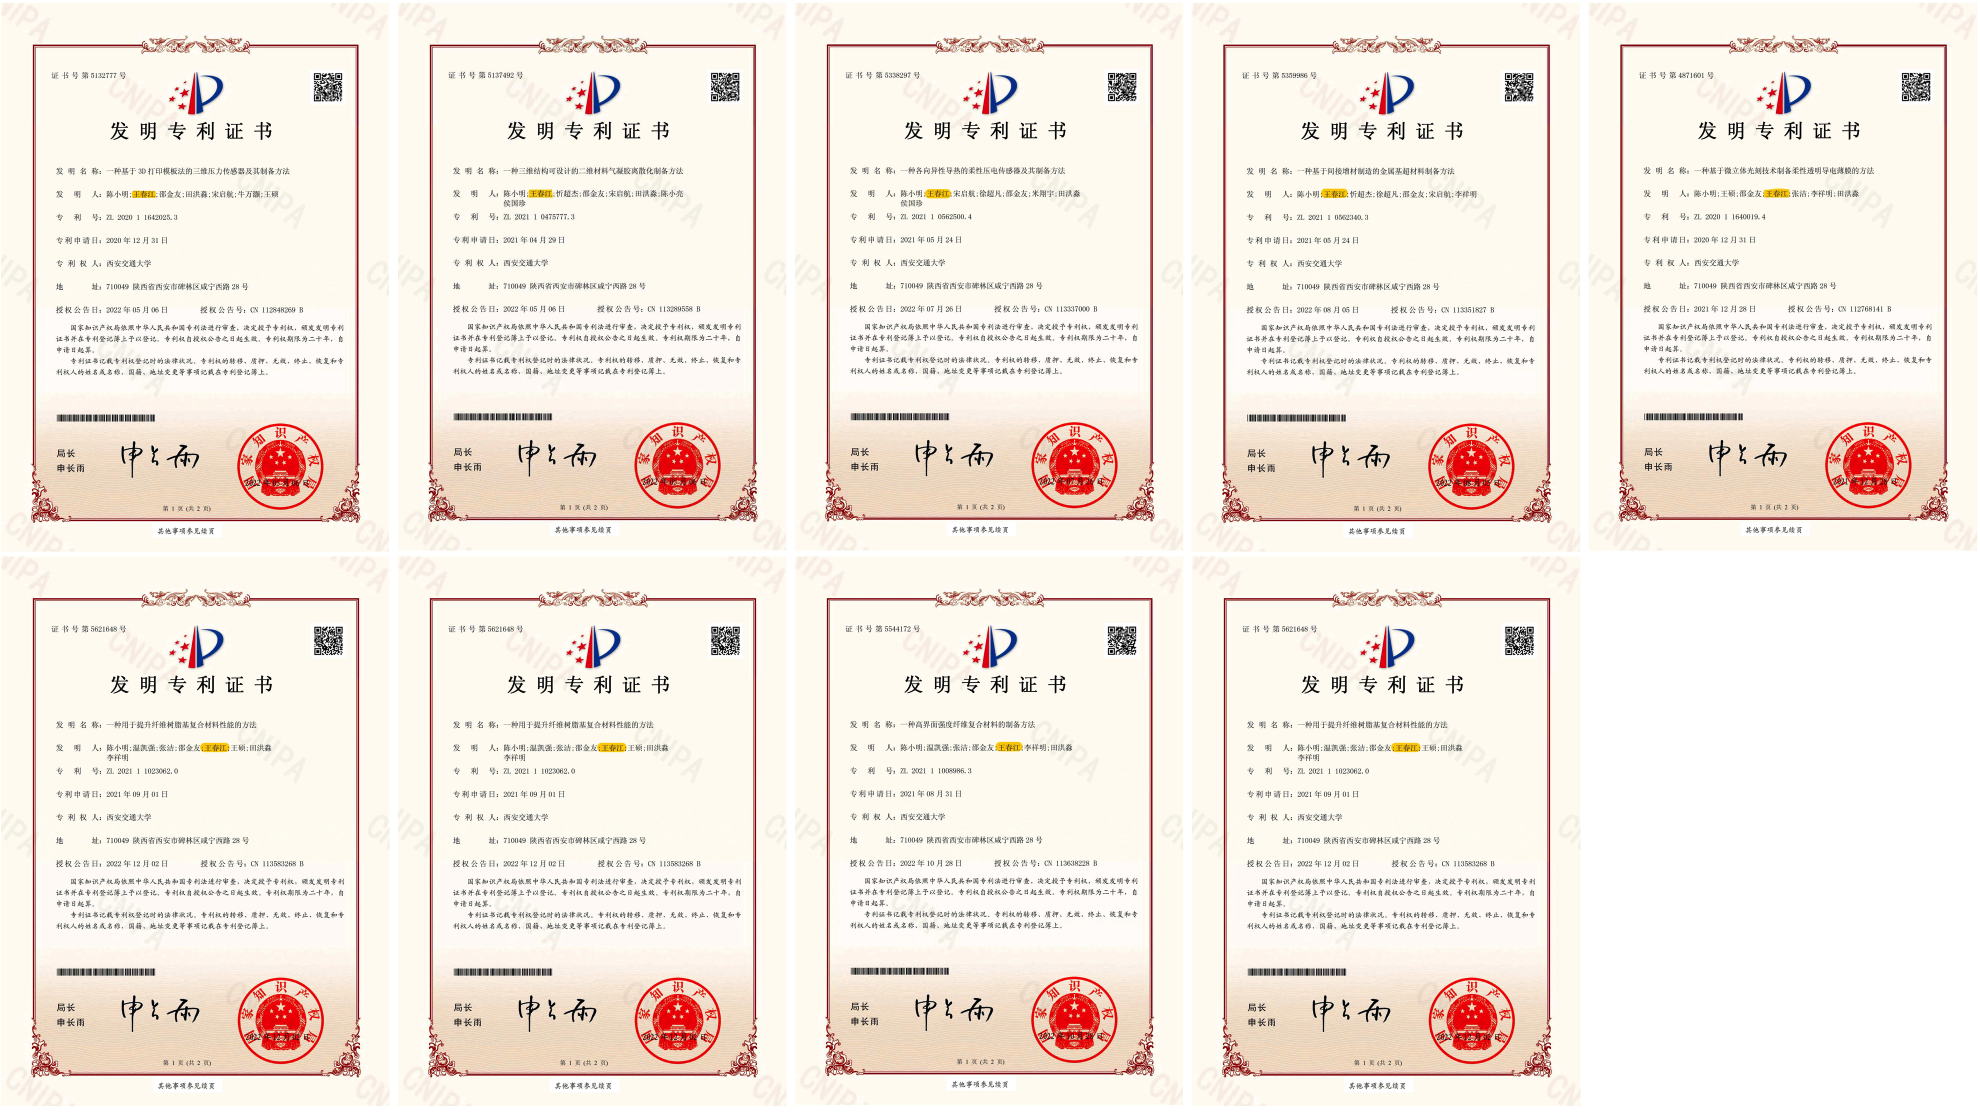 证书号第5132777号
发明专利证书
发明名称：一种基于3D打印模板法的三维压力传感器及其制备方法
发明人：陈小明;王春江;邵金友;田洪淼;宋启航;牛万灏;王硕
专利号：ZL 2020 1 1642025.3
专利申请日：2020年12月31日
专利权人：西安交通大学
地址：710049 陕西省西安市碑林区咸宁西路28号
授权公告日：2022年05月06日 授权公告号：CN 112848269 B
国家知识产权局依照中华人民共和国专利法进行审查，决定授予专利权，颁发发明专利
证书并在专利登记簿上予以登记。专利权自授权公告之日起生效。专利权期限为二十年，自
申请日起算。
专利证书记载专利权登记时的法律状况。专利权的转移、质押、无效、终止、恢复和专
利权人的姓名或名称、国籍、地址变更等事项记载在专利登记簿上。
局长
申长雨
第 1 页 (共 2 页)
其他事项参见续页
证书号第5137492号
发明专利证书
发明名称：一种三维结构可设计的二维材料气凝胶离散化制备方法
发明人：陈小明;王春江;忻超杰;邵金友;宋启航;田洪淼;陈小亮
侯国珍
专利号：ZL 2021 1 0475777.3
专利申请日：2021年04月29日
专利权人：西安交通大学
地址：710049 陕西省西安市碑林区咸宁西路28号
授权公告日：2022年05月06日 授权公告号：CN 113289558 B
国家知识产权局依照中华人民共和国专利法进行审查，决定授予专利权，颁发发明专利
证书并在专利登记簿上予以登记。专利权自授权公告之日起生效。专利权期限为二十年，自
申请日起算。
专利证书记载专利权登记时的法律状况。专利权的转移、质押、无效、终止、恢复和专
利权人的姓名或名称、国籍、地址变更等事项记载在专利登记簿上。
局长
申长雨
第 1 页 (共 2 页)
其他事项参见续页
证书号第5338297号
发明专利证书
发明名称：一种各向异性导热的柔性压电传感器及其制备方法
发明人：陈小明;王春江;宋启航;徐超凡;邵金友;米翔宇;田洪淼
侯国珍
专利号：ZL 2021 1 0562500.4
专利申请日：2021年05月24日
专利权人：西安交通大学
地址：710049 陕西省西安市碑林区咸宁西路28号
授权公告日：2022年07月26日 授权公告号：CN 113337000 B
国家知识产权局依照中华人民共和国专利法进行审查，决定授予专利权，颁发发明专利
证书并在专利登记簿上予以登记。专利权自授权公告之日起生效。专利权期限为二十年，自
申请日起算。
专利证书记载专利权登记时的法律状况。专利权的转移、质押、无效、终止、恢复和专
利权人的姓名或名称、国籍、地址变更等事项记载在专利登记簿上。
局长
申长雨
第 1 页 (共 2 页)
其他事项参见续页
证书号第5359986号
发明专利证书
发明名称：一种基于间接增材制造的金属基超材料制备方法
发明人：陈小明;王春江;忻超杰;徐超凡;邵金友;宋启航;李祥明
专利号：ZL 2021 1 0562340.3
专利申请日：2021年05月24日
专利权人：西安交通大学
地址：710049 陕西省西安市碑林区咸宁西路28号
授权公告日：2022年08月05日 授权公告号：CN 113351827 B
国家知识产权局依照中华人民共和国专利法进行审查，决定授予专利权，颁发发明专利
证书并在专利登记簿上予以登记。专利权自授权公告之日起生效。专利权期限为二十年，自
申请日起算。
专利证书记载专利权登记时的法律状况。专利权的转移、质押、无效、终止、恢复和专
利权人的姓名或名称、国籍、地址变更等事项记载在专利登记簿上。
局长
申长雨
第 1 页 (共 2 页)
其他事项参见续页
证书号第4871601号
发明专利证书
发明名称：一种基于微立体光刻技术制备柔性透明导电薄膜的方法
发明人：陈小明;王硕;邵金友;王春江;张洁;李祥明;田洪淼
专利号：ZL 2020 1 1640019.4
专利申请日：2020年12月31日
专利权人：西安交通大学
地址：710049 陕西省西安市碑林区咸宁西路28号
授权公告日：2021年12月28日 授权公告号：CN 112768141 B
国家知识产权局依照中华人民共和国专利法进行审查，决定授予专利权，颁发发明专利
证书并在专利登记簿上予以登记。专利权自授权公告之日起生效。专利权期限为二十年，自
申请日起算。
专利证书记载专利权登记时的法律状况。专利权的转移、质押、无效、终止、恢复和专
利权人的姓名或名称、国籍、地址变更等事项记载在专利登记簿上。
局长
申长雨
第 1 页 (共 2 页)
其他事项参见续页
证书号第5621648号
发明专利证书
发明名称：一种用于提升纤维树脂基复合材料性能的方法
发明人：陈小明;温凯强;张洁;邵金友;王春江;王硕;田洪淼
李祥明
专利号：ZL 2021 1 1023062.0
专利申请日：2021年09月01日
专利权人：西安交通大学
地址：710049 陕西省西安市碑林区咸宁西路28号
授权公告日：2022年12月02日 授权公告号：CN 113583268 B
国家知识产权局依照中华人民共和国专利法进行审查，决定授予专利权，颁发发明专利
证书并在专利登记簿上予以登记。专利权自授权公告之日起生效。专利权期限为二十年，自
申请日起算。
专利证书记载专利权登记时的法律状况。专利权的转移、质押、无效、终止、恢复和专
利权人的姓名或名称、国籍、地址变更等事项记载在专利登记簿上。
局长
申长雨
第 1 页 (共 2 页)
其他事项参见续页
证书号第5621648号
发明专利证书
发明名称：一种用于提升纤维树脂基复合材料性能的方法
发明人：陈小明;温凯强;张洁;邵金友;王春江;王硕;田洪淼
李祥明
专利号：ZL 2021 1 1023062.0
专利申请日：2021年09月01日
专利权人：西安交通大学
地址：710049 陕西省西安市碑林区咸宁西路28号
授权公告日：2022年12月02日 授权公告号：CN 113583268 B
国家知识产权局依照中华人民共和国专利法进行审查，决定授予专利权，颁发发明专利
证书并在专利登记簿上予以登记。专利权自授权公告之日起生效。专利权期限为二十年，自
申请日起算。
专利证书记载专利权登记时的法律状况。专利权的转移、质押、无效、终止、恢复和专
利权人的姓名或名称、国籍、地址变更等事项记载在专利登记簿上。
局长
申长雨
第 1 页 (共 2 页)
其他事项参见续页
证书号第5544172号
发明专利证书
发明名称：一种高界面强度纤维复合材料的制备方法
发明人：陈小明;温凯强;张洁;邵金友;王春江;李祥明;田洪淼
专利号：ZL 2021 1 1008986.3
专利申请日：2021年08月31日
专利权人：西安交通大学
地址：710049 陕西省西安市碑林区咸宁西路28号
授权公告日：2022年10月28日 授权公告号：CN 113638228 B
国家知识产权局依照中华人民共和国专利法进行审查，决定授予专利权，颁发发明专利
证书并在专利登记簿上予以登记。专利权自授权公告之日起生效。专利权期限为二十年，自
申请日起算。
专利证书记载专利权登记时的法律状况。专利权的转移、质押、无效、终止、恢复和专
利权人的姓名或名称、国籍、地址变更等事项记载在专利登记簿上。
局长
申长雨
第 1 页 (共 2 页)
其他事项参见续页
证书号第5621648号
发明专利证书
发明名称：一种用于提升纤维树脂基复合材料性能的方法
发明人：陈小明;温凯强;张洁;邵金友;王春江;王硕;田洪淼
李祥明
专利号：ZL 2021 1 1023062.0
专利申请日：2021年09月01日
专利权人：西安交通大学
地址：710049 陕西省西安市碑林区咸宁西路28号
授权公告日：2022年12月02日 授权公告号：CN 113583268 B
国家知识产权局依照中华人民共和国专利法进行审查，决定授予专利权，颁发发明专利
证书并在专利登记簿上予以登记。专利权自授权公告之日起生效。专利权期限为二十年，自
申请日起算。
专利证书记载专利权登记时的法律状况。专利权的转移、质押、无效、终止、恢复和专
利权人的姓名或名称、国籍、地址变更等事项记载在专利登记簿上。
局长
申长雨
第 1 页 (共 2 页)
其他事项参见续页